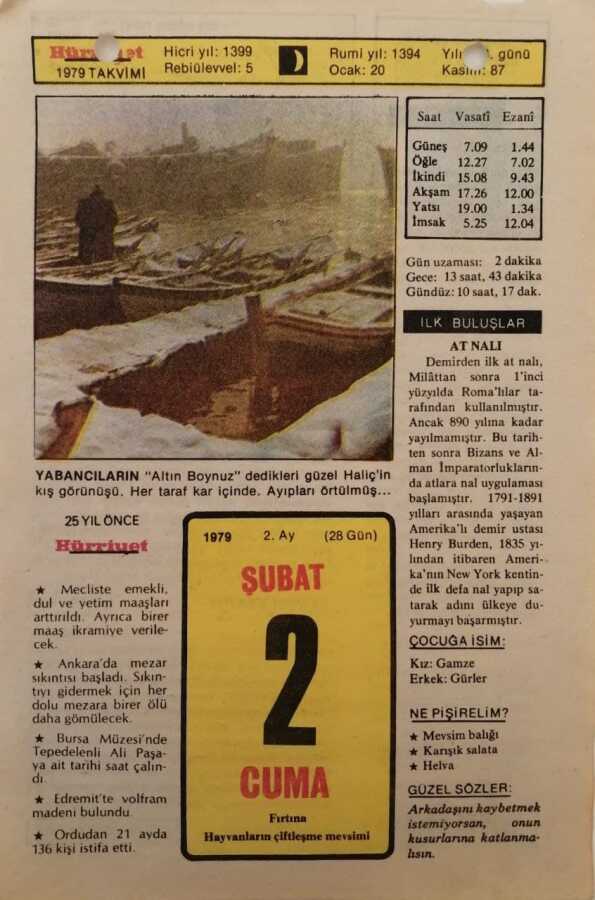 Hürriyet
1979 TAKVİMİ
Hicri yıl: 1399
Rebiülevvel: 5
Rumi yıl: 1394
Ocak: 20
günü
Kasım: 87
Saat Vasatî Ezanî
Güneş 7.09 1.44
Öğle 12.27 7.02
İkindi 15.08 9.43
Akşam 17.26 12.00
Yatsı 19.00 1.34
İmsak 5.25 12.04
Gün uzaması: 2 dakika
Gece: 13 saat, 43 dakika
Gündüz: 10 saat, 17 dak.
YABANCILARIN "Altın Boynuz" dedikleri güzel Haliç'in
kış görünüşü. Her taraf kar içinde. Ayıpları örtülmüş...
25 YIL ÖNCE
Hürriyet
★ Mecliste emekli,
dul ve yetim maaşları
arttırıldı. Ayrıca birer
maaş ikramiye verile-
cek.
★ Ankara'da mezar
sıkıntısı başladı. Sıkın-
tıyı gidermek için her
dolu mezara birer ölü
daha gömülecek.
★ Bursa Müzesi'nde
Tepedelenli Ali Paşa-
ya ait tarihi saat çalın-
dı.
★ Edremit'te volfram
madeni bulundu.
★ Ordudan 21 ayda
136 kişi istifa etti.
1979 2. Ay (28 Gün)
ŞUBAT
2
CUMA
Fırtına
Hayvanların çiftleşme mevsimi
İLK BULUŞLAR
AT NALI
Demirden ilk at nalı,
Milâttan sonra 1'inci
yüzyılda Roma'lılar ta-
rafından kullanılmıştır.
Ancak 890 yılına kadar
yayılmamıştır. Bu tarih-
ten sonra Bizans ve Al-
man İmparatorlukların-
da atlara nal uygulaması
başlamıştır. 1791-1891
yılları arasında yaşayan
Amerika'lı demir ustası
Henry Burden, 1835 yı-
lından itibaren Ameri-
ka'nın New York kentin-
de ilk defa nal yapıp sa-
tarak adını ülkeye du-
yurmayı başarmıştır.
ÇOCUĞA İSİM:
Kız: Gamze
Erkek: Gürler
NE PİŞİRELİM?
★ Mevsim balığı
★ Karışık salata
★ Helva
GÜZEL SÖZLER:
Arkadaşını kaybetmek
istemiyorsan, onun
kusurlarına katlanma-
lısın.